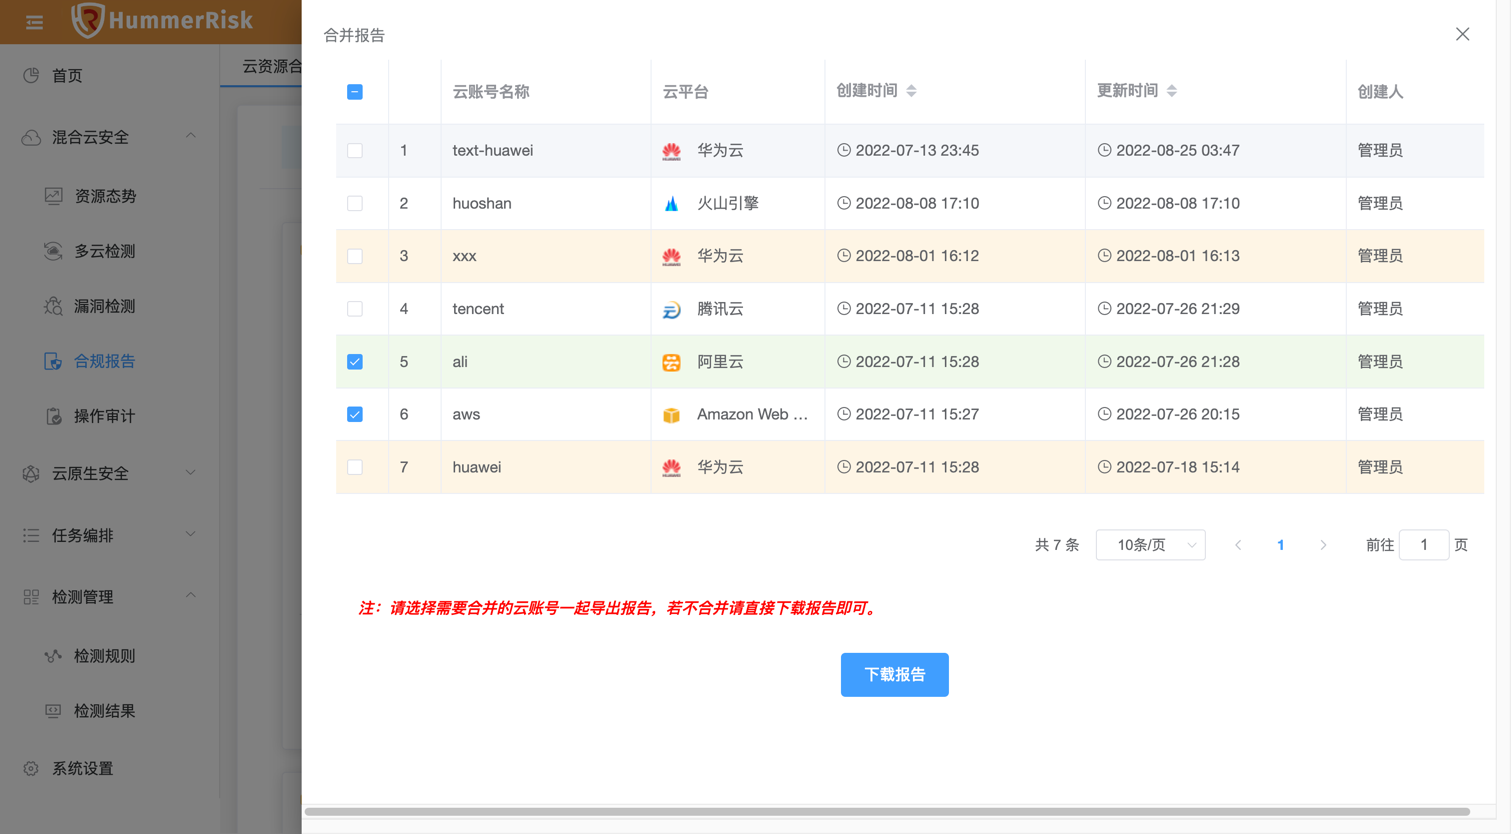 HummerRisk
合并报告
首页
云资源合
云账号名称
云平台
创建时间
更新时间
创建人
混合云安全
1
text-huawei
华为云
2022-07-13 23:45
2022-08-25 03:47
管理员
资源态势
2
huoshan
火山引擎
2022-08-08 17:10
2022-08-08 17:10
管理员
多云检测
3
xxx
华为云
2022-08-01 16:12
2022-08-01 16:13
管理员
漏洞检测
4
tencent
腾讯云
2022-07-11 15:28
2022-07-26 21:29
管理员
合规报告
5
ali
阿里云
2022-07-11 15:28
2022-07-26 21:28
管理员
操作审计
6
aws
Amazon Web ...
2022-07-11 15:27
2022-07-26 20:15
管理员
云原生安全
7
huawei
华为云
2022-07-11 15:28
2022-07-18 15:14
管理员
任务编排
共 7 条
10条/页
1
前往
1
页
检测管理
注：请选择需要合并的云账号一起导出报告，若不合并请直接下载报告即可。
检测规则
下载报告
检测结果
系统设置